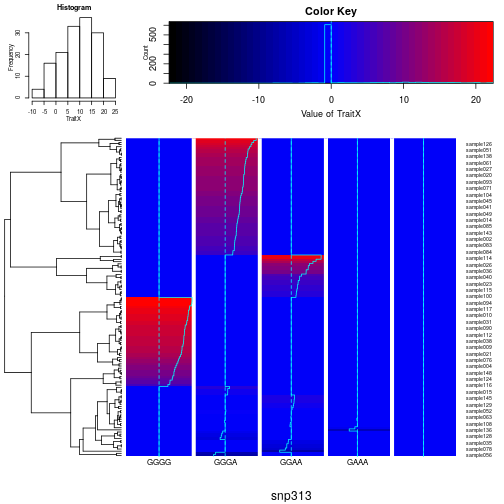 Histogram
Frequency
0 10 20 30
-10 -5 0 5 10 15 20 25
TraitX
Color Key
Count
0 200 500
-20 -10 0 10 20
Value of TraitX
sample126
sample051
sample138
sample061
sample027
sample020
sample093
sample071
sample104
sample045
sample041
sample049
sample014
sample085
sample143
sample002
sample083
sample084
sample114
sample026
sample036
sample040
sample023
sample115
sample100
sample094
sample117
sample010
sample031
sample090
sample112
sample038
sample009
sample021
sample076
sample004
sample148
sample124
sample116
sample015
sample145
sample129
sample052
sample063
sample108
sample136
sample128
sample035
sample078
sample056
GGGG GGGA GGAA GAAA
snp313